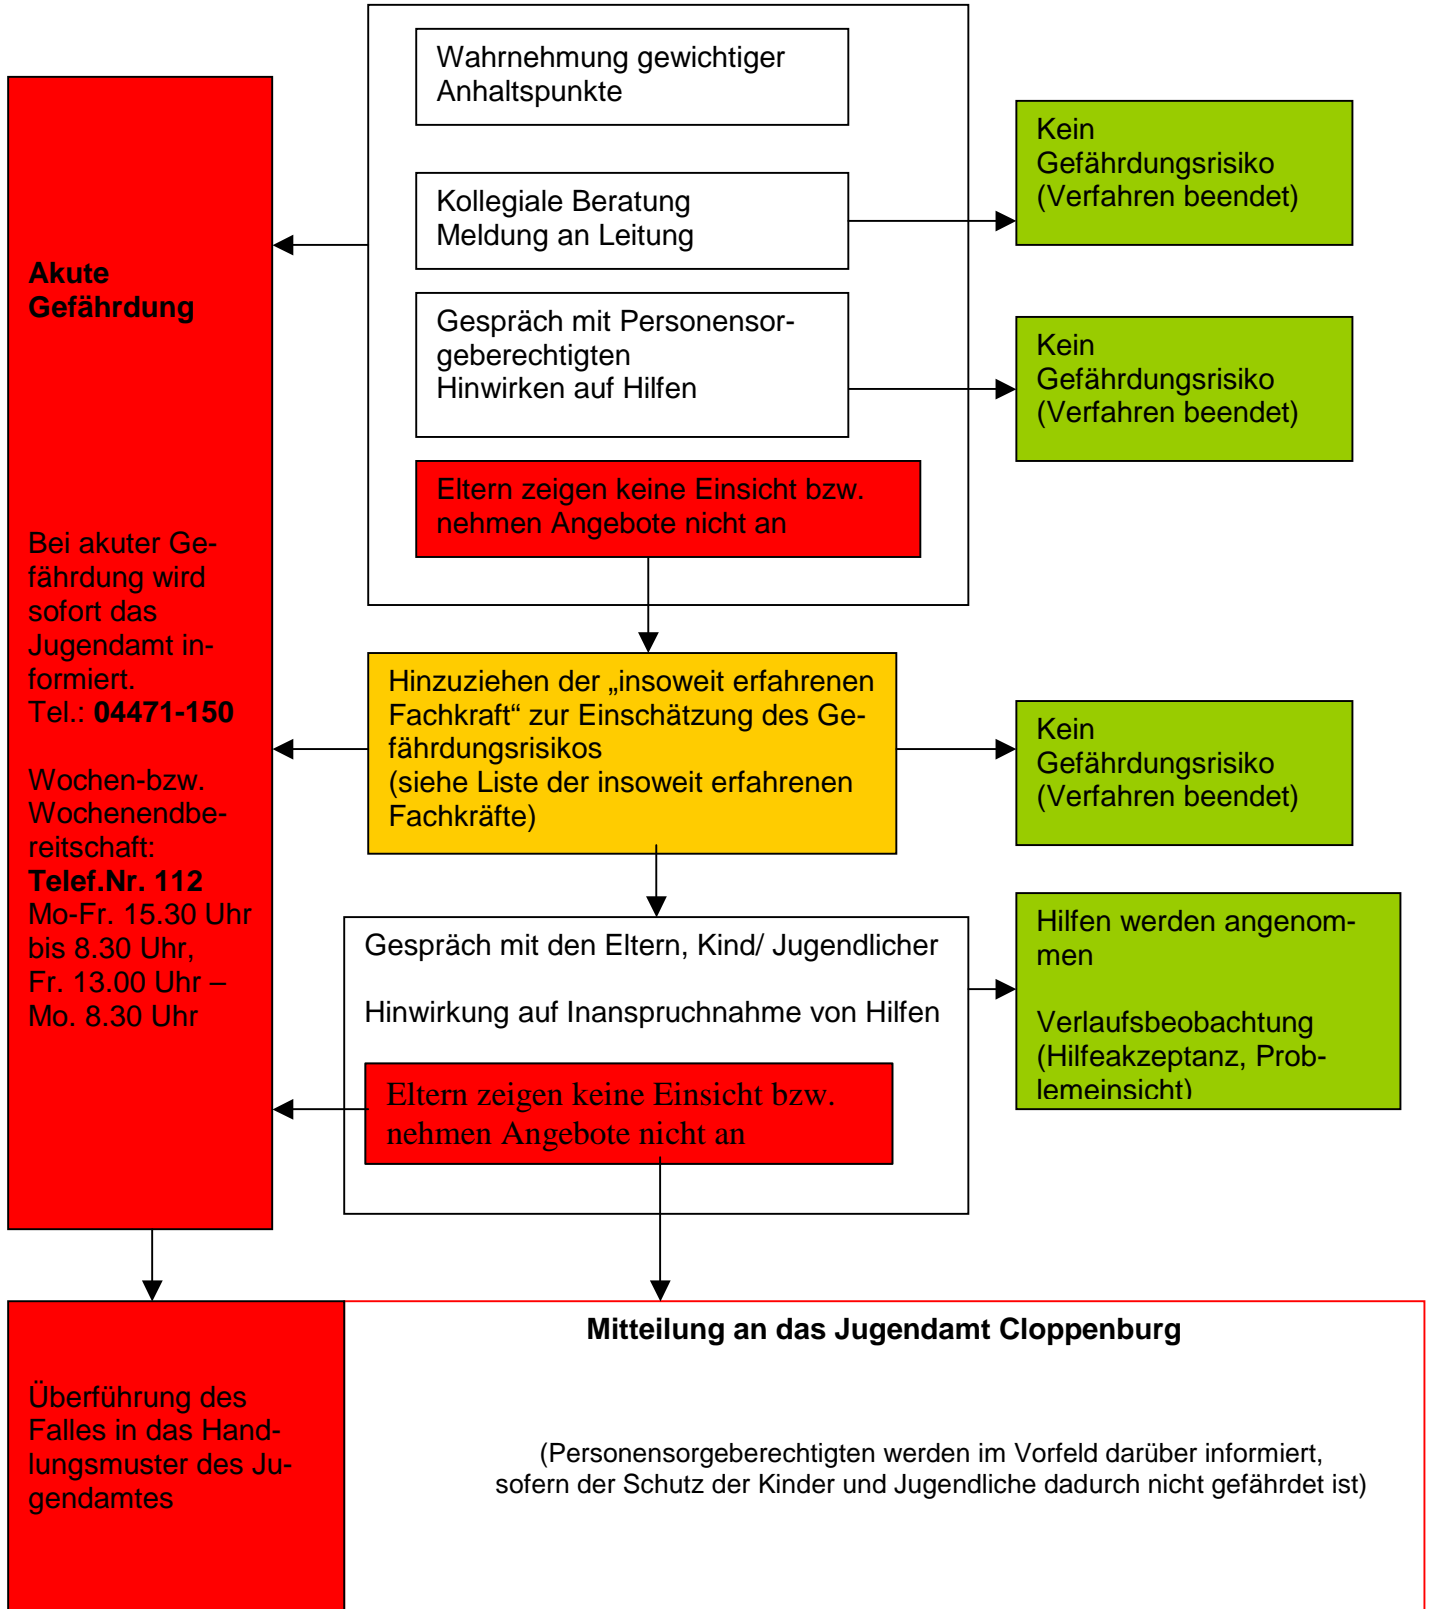 Wahrnehmung gewichtiger
Anhaltspunkte
Kollegiale Beratung
Meldung an Leitung
Kein
Gefährdungsrisiko
(Verfahren beendet)
Gespräch mit Personensor-
geberechtigten
Hinwirken auf Hilfen
Kein
Gefährdungsrisiko
(Verfahren beendet)
Eltern zeigen keine Einsicht bzw.
nehmen Angebote nicht an
Akute
Gefährdung
Bei akuter Ge-
fährdung wird
sofort das
Jugendamt in-
formiert.
Tel.: 04471-150
Wochen-bzw.
Wochenendbe-
reitschaft:
Telef.Nr. 112
Mo-Fr. 15.30 Uhr
bis 8.30 Uhr,
Fr. 13.00 Uhr –
Mo. 8.30 Uhr
Hinzuziehen der „insoweit erfahrenen
Fachkraft“ zur Einschätzung des Ge-
fährdungsrisikos
(siehe Liste der insoweit erfahrenen
Fachkräfte)
Kein
Gefährdungsrisiko
(Verfahren beendet)
Gespräch mit den Eltern, Kind/ Jugendlicher
Hinwirkung auf Inanspruchnahme von Hilfen
Hilfen werden angenom-
men
Verlaufsbeobachtung
(Hilfeakzeptanz, Prob-
lemeinsicht)
Eltern zeigen keine Einsicht bzw.
nehmen Angebote nicht an
Überführung des
Falles in das Hand-
lungsmuster des Ju-
gendamtes
Mitteilung an das Jugendamt Cloppenburg
(Personensorgeberechtigten werden im Vorfeld darüber informiert,
sofern der Schutz der Kinder und Jugendliche dadurch nicht gefährdet ist)